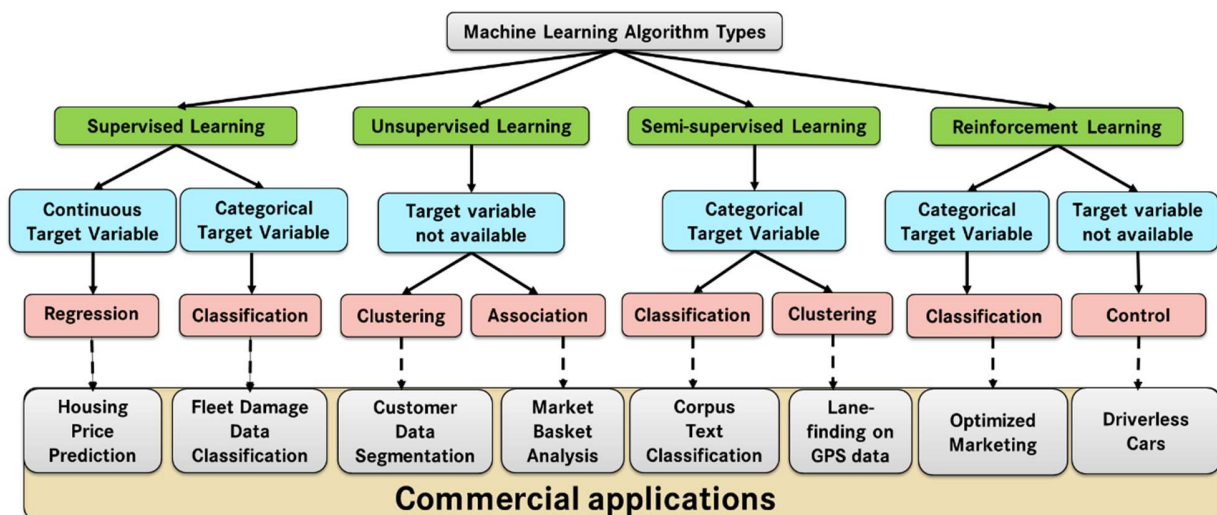 Machine Learning Algorithm Types
Supervised Learning
Unsupervised Learning
Semi-supervised Learning
Reinforcement Learning
Continuous
Target Variable
Categorical
Target Variable
Target variable
not available
Categorical
Target Variable
Categorical
Target Variable
Target variable
not available
Regression
Classification
Clustering
Association
Classification
Clustering
Classification
Control
Housing
Price
Prediction
Fleet Damage
Data
Classification
Customer
Data
Segmentation
Market
Basket
Analysis
Corpus
Text
Classification
Lane-
finding on
GPS data
Optimized
Marketing
Driverless
Cars
Commercial applications